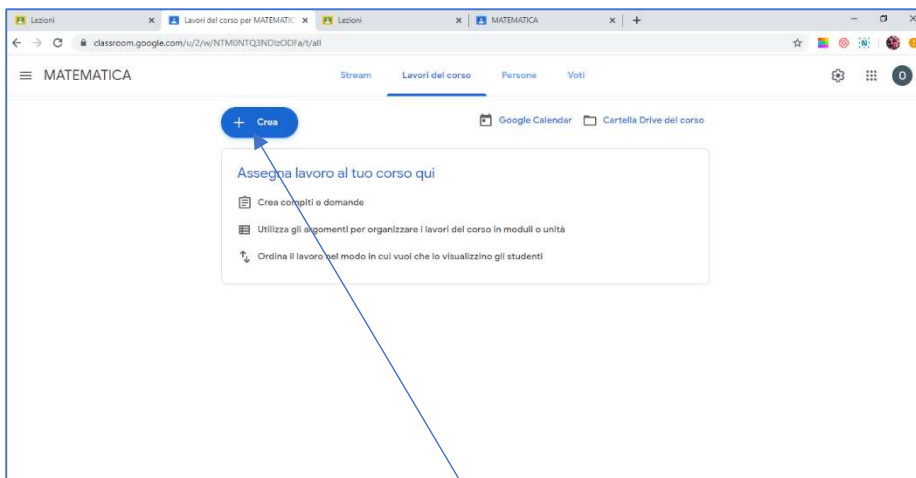 Lezioni
Lavori del corso per MATEMATIC
Lezioni
MATEMATICA
classroom.google.com/u/2/w/NTM0NTQ3NDIzODFa/t/all
MATEMATICA
Stream Lavori del corso Persone Voti
O
+ Crea
Google Calendar Cartella Drive del corso
Assegna lavoro al tuo corso qui
Crea compiti e domande
Utilizza gli argomenti per organizzare i lavori del corso in moduli o unità
Ordina il lavoro nel modo in cui vuoi che lo visualizzino gli studenti